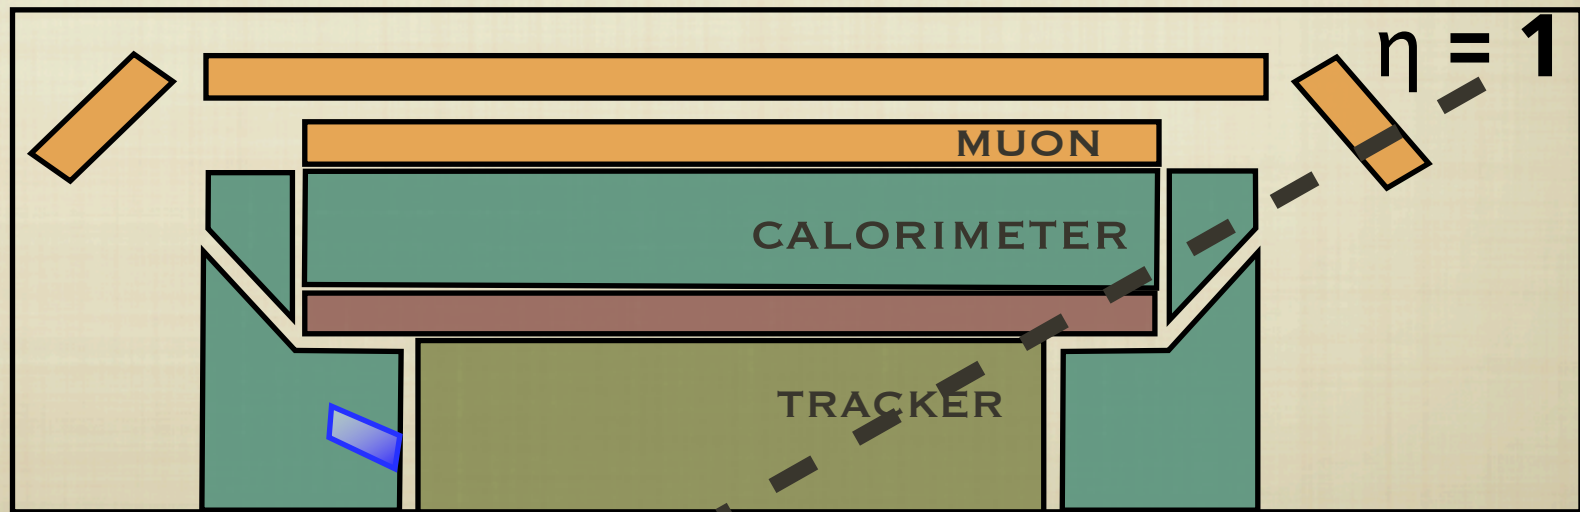 η = 1
MUON
CALORIMETER
TRACKER